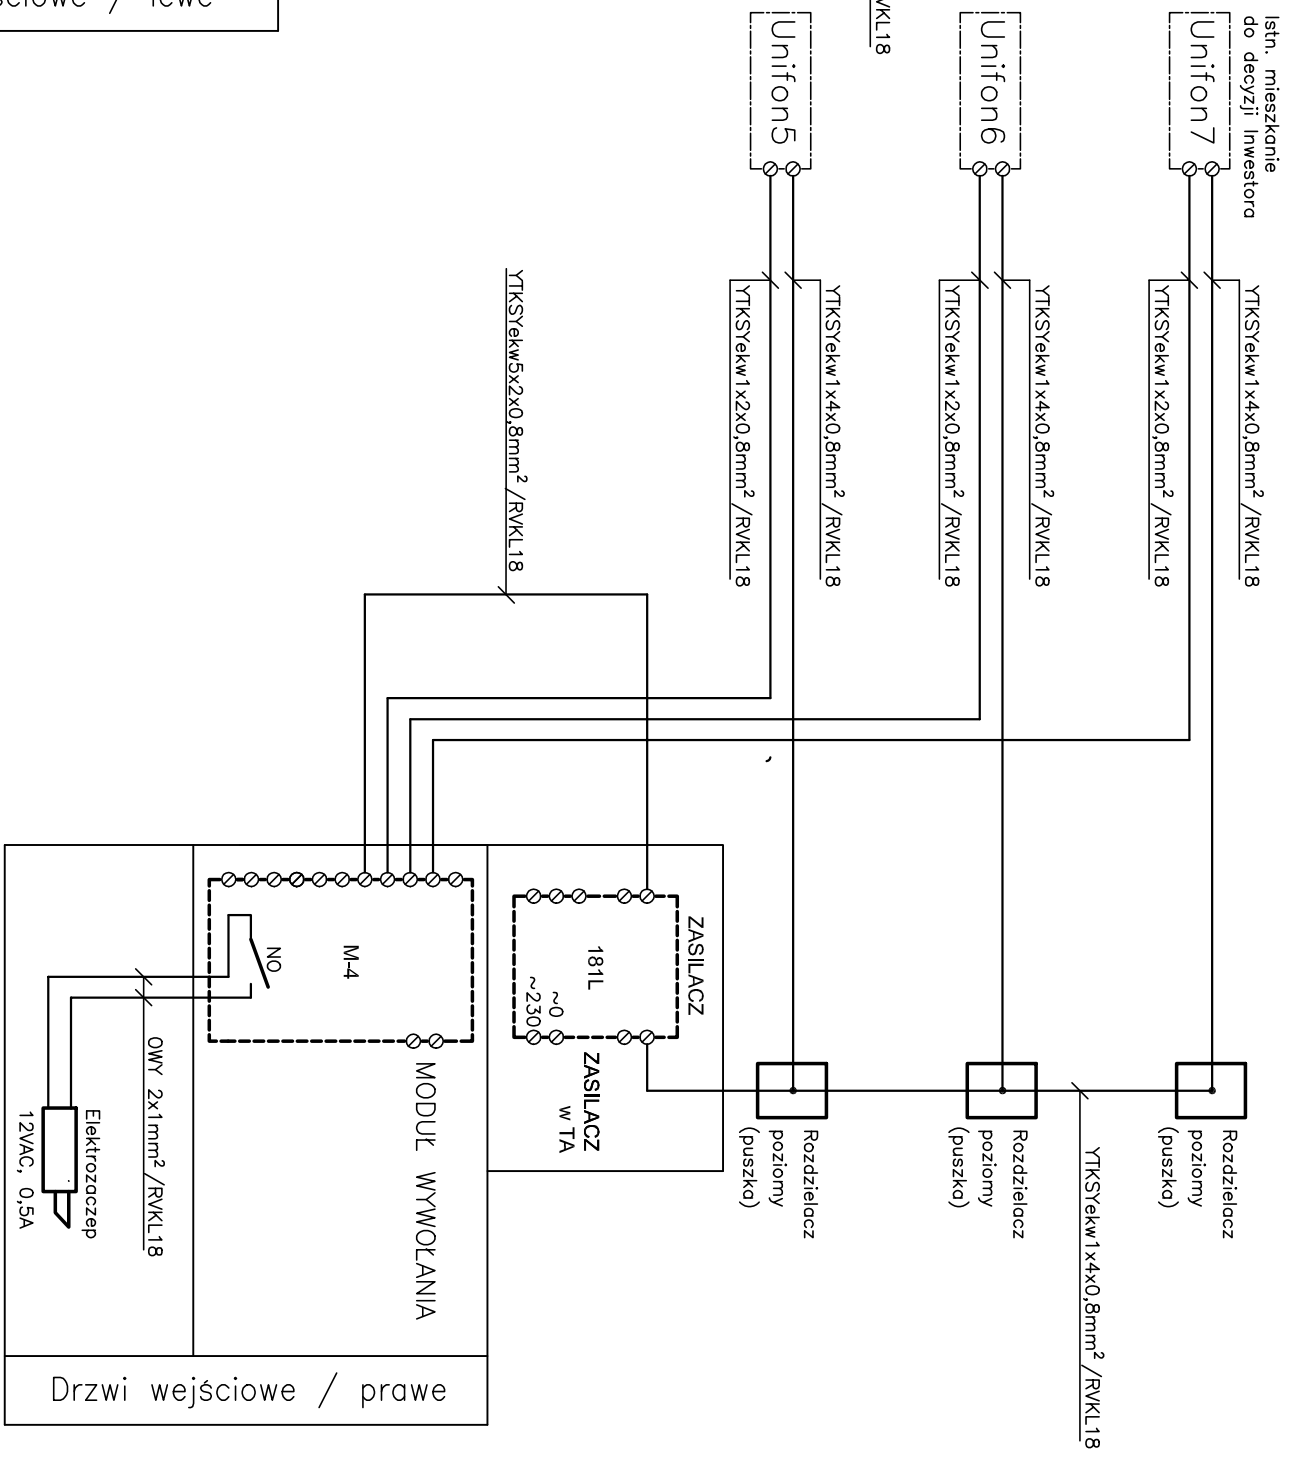 ściowe / lewe
VKL18
Istn. mieszkanie
do decyzji Inwestora
Unifon5
Unifon6
Unifon7
YTKSYekw1x2x0,8mm² /RVKL18
YTKSYekw1x4x0,8mm² /RVKL18
YTKSYekw1x2x0,8mm² /RVKL18
YTKSYekw1x4x0,8mm² /RVKL18
YTKSYekw1x2x0,8mm² /RVKL18
YTKSYekw1x4x0,8mm² /RVKL18
YTKSYekw5x2x0,8mm² /RVKL18
ZASILACZ
181L
~0
~230
ZASILACZ
w TA
M-4
NO
MODUŁ WYWOŁANIA
OWY 2x1mm² /RVKL18
Elektrozaczep
12VAC, 0,5A
Rozdzielacz
poziomy
(puszka)
Rozdzielacz
poziomy
(puszka)
Rozdzielacz
poziomy
(puszka)
YTKSYekw1x4x0,8mm² /RVKL18
Drzwi wejściowe / prawe